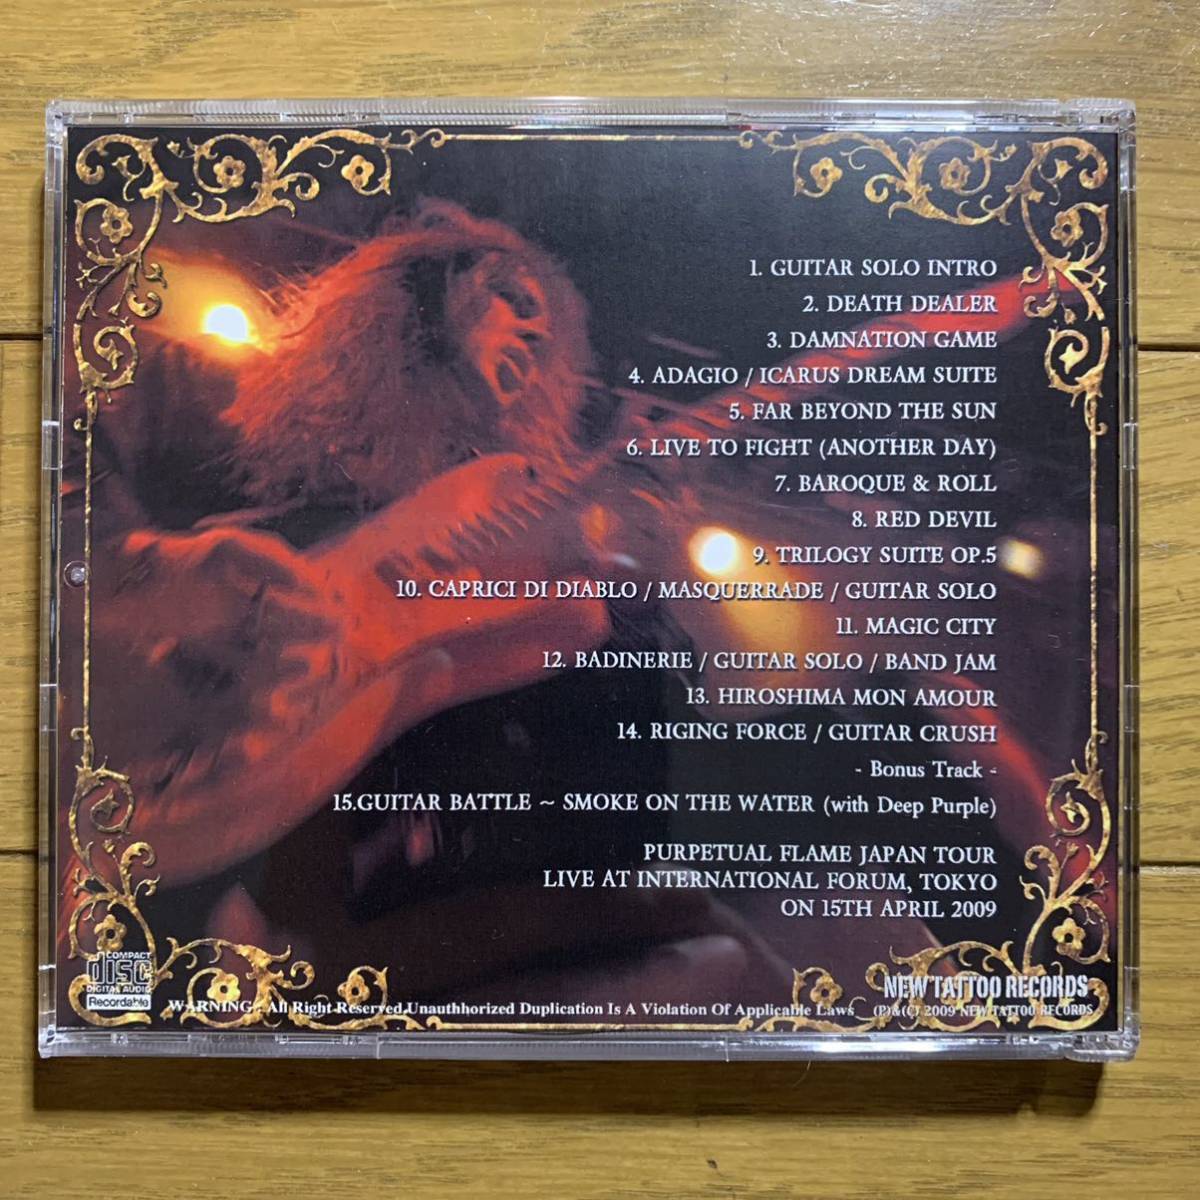 1. GUITAR SOLO INTRO
2. DEATH DEALER
3. DAMNATION GAME
4. ADAGIO / ICARUS DREAM SUITE
5. FAR BEYOND THE SUN
6. LIVE TO FIGHT (ANOTHER DAY)
7. BAROQUE & ROLL
8. RED DEVIL
9. TRILOGY SUITE OP.5
10. CAPRICI DI DIABLO / MASQUERRADE / GUITAR SOLO
11. MAGIC CITY
12. BADINERIE / GUITAR SOLO / BAND JAM
13. HIROSHIMA MON AMOUR
14. RIGING FORCE / GUITAR CRUSH
- Bonus Track -
15.GUITAR BATTLE ~ SMOKE ON THE WATER (with Deep Purple)
PURPETUAL FLAME JAPAN TOUR
LIVE AT INTERNATIONAL FORUM, TOKYO
ON 15TH APRIL 2009
COMPACT
disc
DIGITAL AUDIO
Recordable
NEW TATTOO RECORDS
WARNING : All Right Reserved,Unauthhorized Duplication Is A Violation Of Applicable Laws (P)&(C) 2009 NEW TATTOO RECORDS